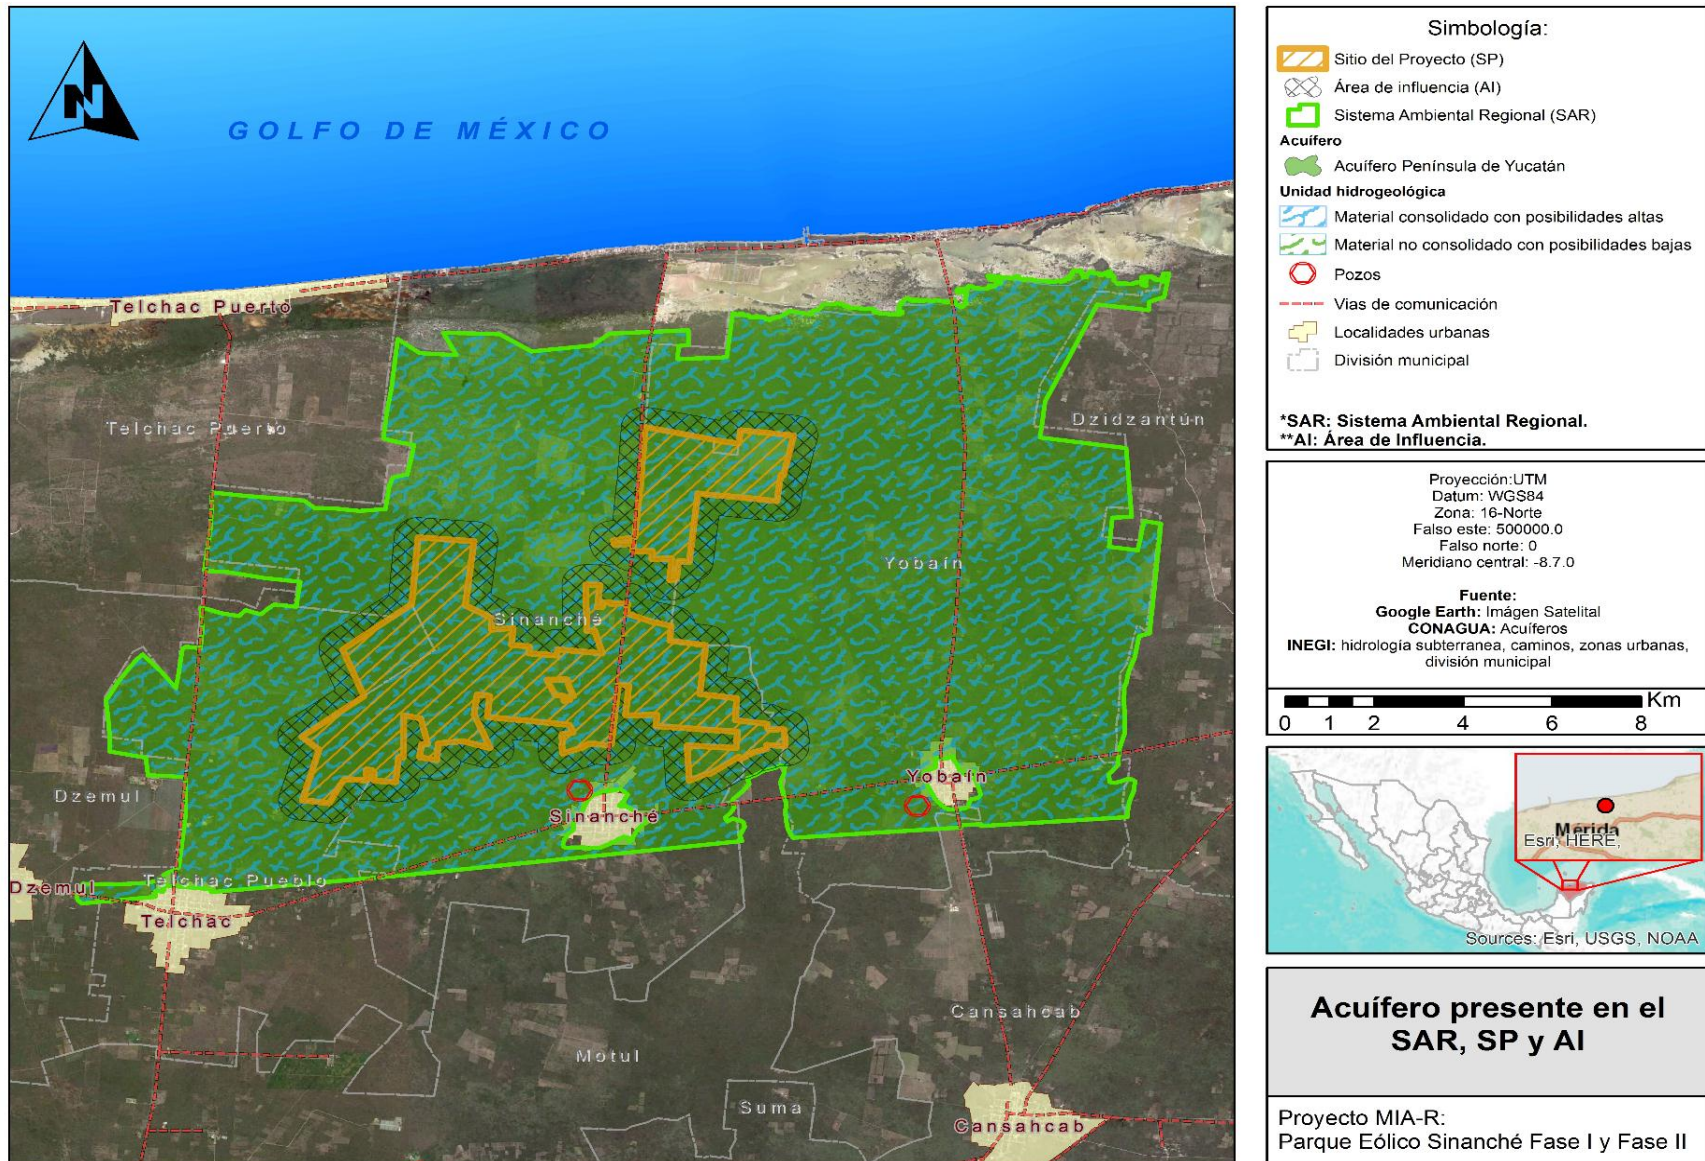 N
GOLFO DE MÉXICO
Telchac Puerto
Telchac Puerto
Dzidzantún
Yobaín
Sinanché
Dzemul
Yobaín
Sinanché
Telchac Pueblo
Dzemul
Telchac
Cansahcab
Motul
Suma
Cansahcab
Simbología:
Sitio del Proyecto (SP)
Área de influencia (AI)
Sistema Ambiental Regional (SAR)
Acuífero
Acuífero Península de Yucatán
Unidad hidrogeológica
Material consolidado con posibilidades altas
Material no consolidado con posibilidades bajas
Pozos
Vias de comunicación
Localidades urbanas
División municipal
*SAR: Sistema Ambiental Regional.
**AI: Área de Influencia.
Proyección:UTM
Datum: WGS84
Zona: 16-Norte
Falso este: 500000.0
Falso norte: 0
Meridiano central: -8.7.0
Fuente:
Google Earth: Imágen Satelital
CONAGUA: Acuíferos
INEGI: hidrología subterranea, caminos, zonas urbanas,
división municipal
Km
0 1 2 4 6 8
Mérida
Esri, HERE,
Sources: Esri, USGS, NOAA
Acuífero presente en el
SAR, SP y AI
Proyecto MIA-R:
Parque Eólico Sinanché Fase I y Fase II